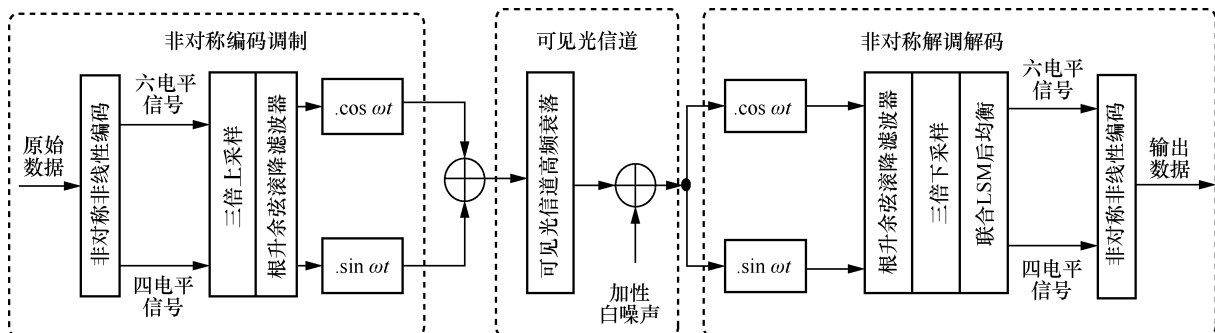 非对称编码调制
原始
数据
非对称非线性编码
六电平
信号
四电平
信号
三倍上采样
根升余弦滚降滤波器
.cos ωt
.sin ωt
可见光信道
可见光信道高频衰落
加性
白噪声
非对称解调解码
.cos ωt
.sin ωt
根升余弦滚降滤波器
三倍下采样
联合LSM后均衡
六电平
信号
四电平
信号
非对称非线性编码
输出
数据